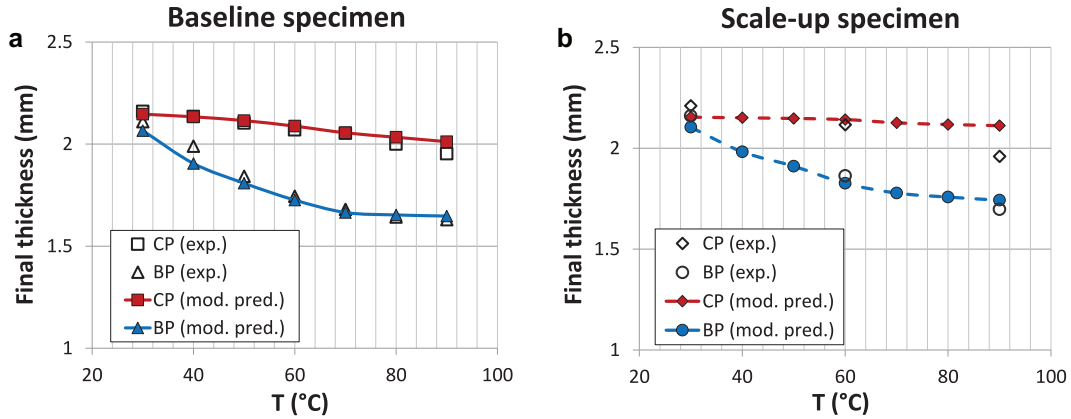 Baseline specimen
a
Final thickness (mm)
2.5
2
1.5
1
CP (exp.)
BP (exp.)
CP (mod. pred.)
BP (mod. pred.)
20
40
60
80
100
T (°C)
Scale-up specimen
b
Final thickness (mm)
2.5
2
1.5
1
CP (exp.)
BP (exp.)
CP (mod. pred.)
BP (mod. pred.)
20
40
60
80
100
T (°C)